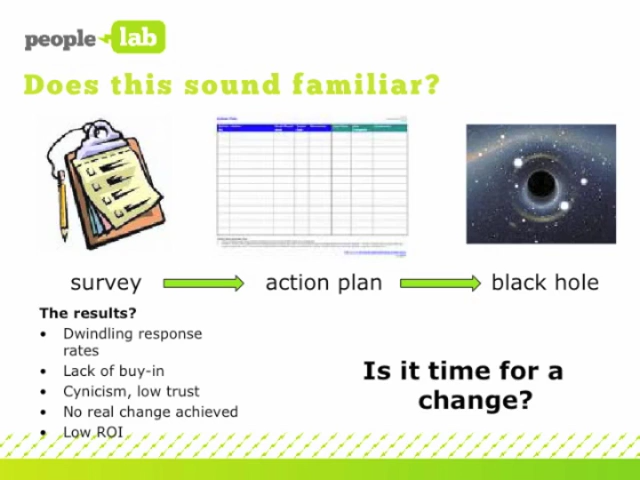 people lab
Does this sound familiar?
survey
action plan
black hole
The results?
• Dwindling response
rates
• Lack of buy-in
• Cynicism, low trust
• No real change achieved
• Low ROI
Is it time for a
change?